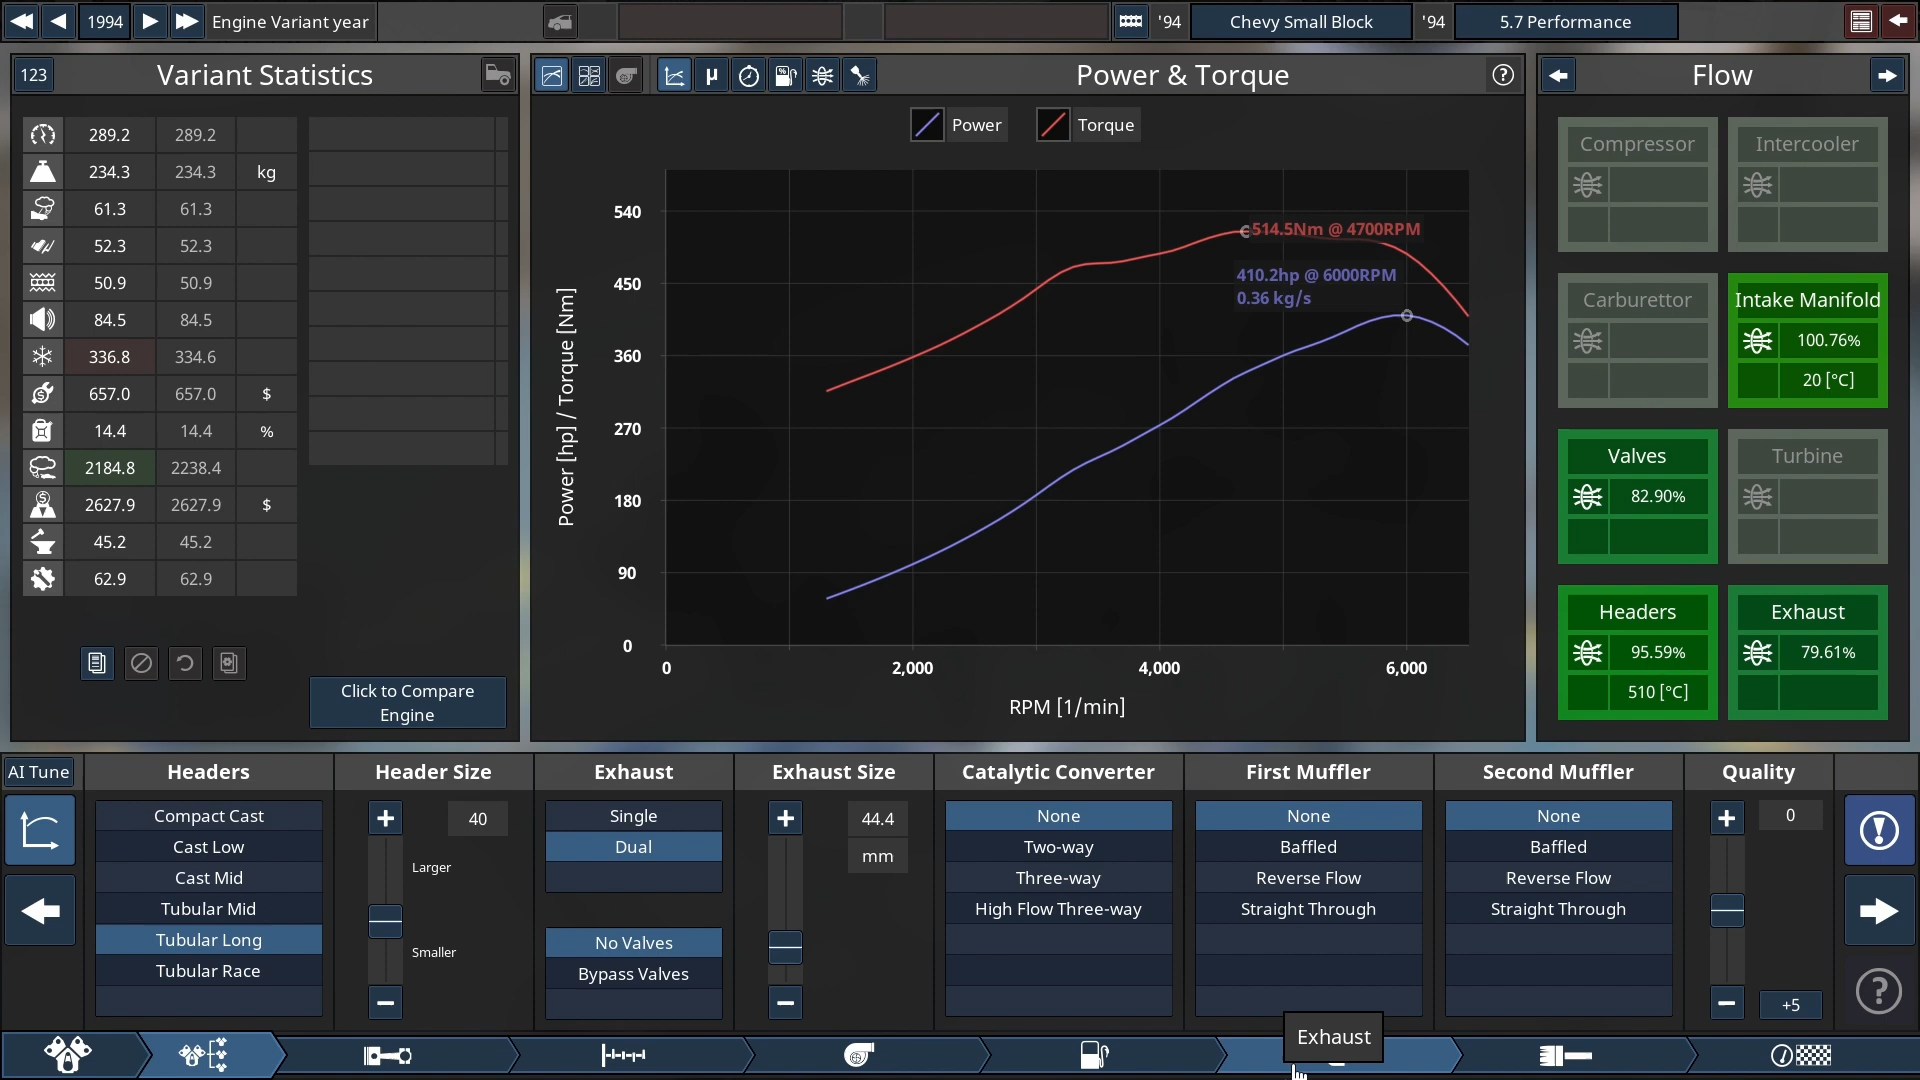 1994
Engine Variant year
'94
Chevy Small Block
'94
5.7 Performance
123
Variant Statistics
289.2 289.2
234.3 234.3 kg
61.3 61.3
52.3 52.3
50.9 50.9
84.5 84.5
336.8 334.6
657.0 657.0 $
14.4 14.4 %
2184.8 2238.4
2627.9 2627.9 $
45.2 45.2
62.9 62.9
Click to Compare
Engine
μ
%
Power & Torque
?
Power
Torque
514.5Nm @ 4700RPM
410.2hp @ 6000RPM
0.36 kg/s
Power [hp] / Torque [Nm]
540
450
360
270
180
90
0
0 2,000 4,000 6,000
RPM [1/min]
Flow
Compressor
Intercooler
Carburettor
Intake Manifold
100.76%
20 [°C]
Valves
82.90%
Turbine
Headers
95.59%
510 [°C]
Exhaust
79.61%
AI Tune
Headers
Compact Cast
Cast Low
Cast Mid
Tubular Mid
Tubular Long
Tubular Race
Header Size
+
40
Larger
Smaller
−
Exhaust
Single
Dual
No Valves
Bypass Valves
Exhaust Size
+
44.4
mm
−
Catalytic Converter
None
Two-way
Three-way
High Flow Three-way
First Muffler
None
Baffled
Reverse Flow
Straight Through
Second Muffler
None
Baffled
Reverse Flow
Straight Through
Quality
+
0
−
+5
?
Exhaust